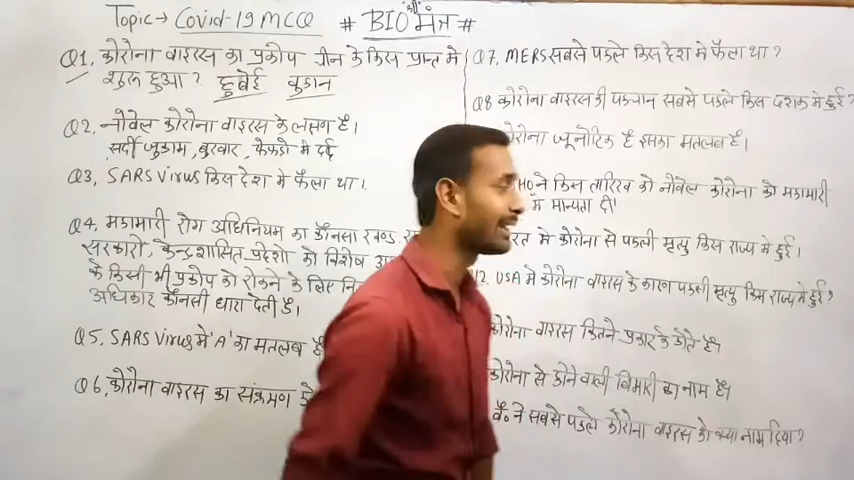 Topic → Covid-19 MCQ # BIO मंत्र #
श्री
Q1. कोरोना वाइरस का प्रकोप चीन के किस प्रान्त मे
शुरू हुआ? हुबेई वुहान
Q2. नोवेल कोरोना वाइरस के लक्षण है।
सर्दी जुकाम, बुखार, फेफडो मे दर्द
Q3. SARS Virus किस देश मे फैला था।
Q4. महामारी रोग अधिनियम का कौनसा खण्ड
सरकारो, केन्द्रशासित प्रदेशो को विशेष
के किसी भी प्रकोप को रोकने के लिए
अधिकार कौनसी धारा देती है।
Q5. SARS Virus मे 'A' का मतलब है
Q6. कोरोना वाइरस का संक्रमण
Q7. MERS सबसे पहले किस देश मे फैला था?
Q8 कोरोना वाइरस की पहचान सबसे पहले किस दशक मे हुई?
कोरोना जूनोटिक है इसका मतलब है।
ने किस तारिख को नोवेल कोरोना को महामारी
मे मान्यता दी।
मे कोरोना से पहली मृत्यु किस राज्य मे हुई।
USA मे कोरोना वाइरस के कारण पहली मृत्यु किस राज्य मे हुई?
कोरोना वाइरस कितने प्रकार के होते है।
कोरोना से होने वाली बिमारी का नाम है।
ने सबसे पहले कोरोना वाइरस को क्या नाम दिया?